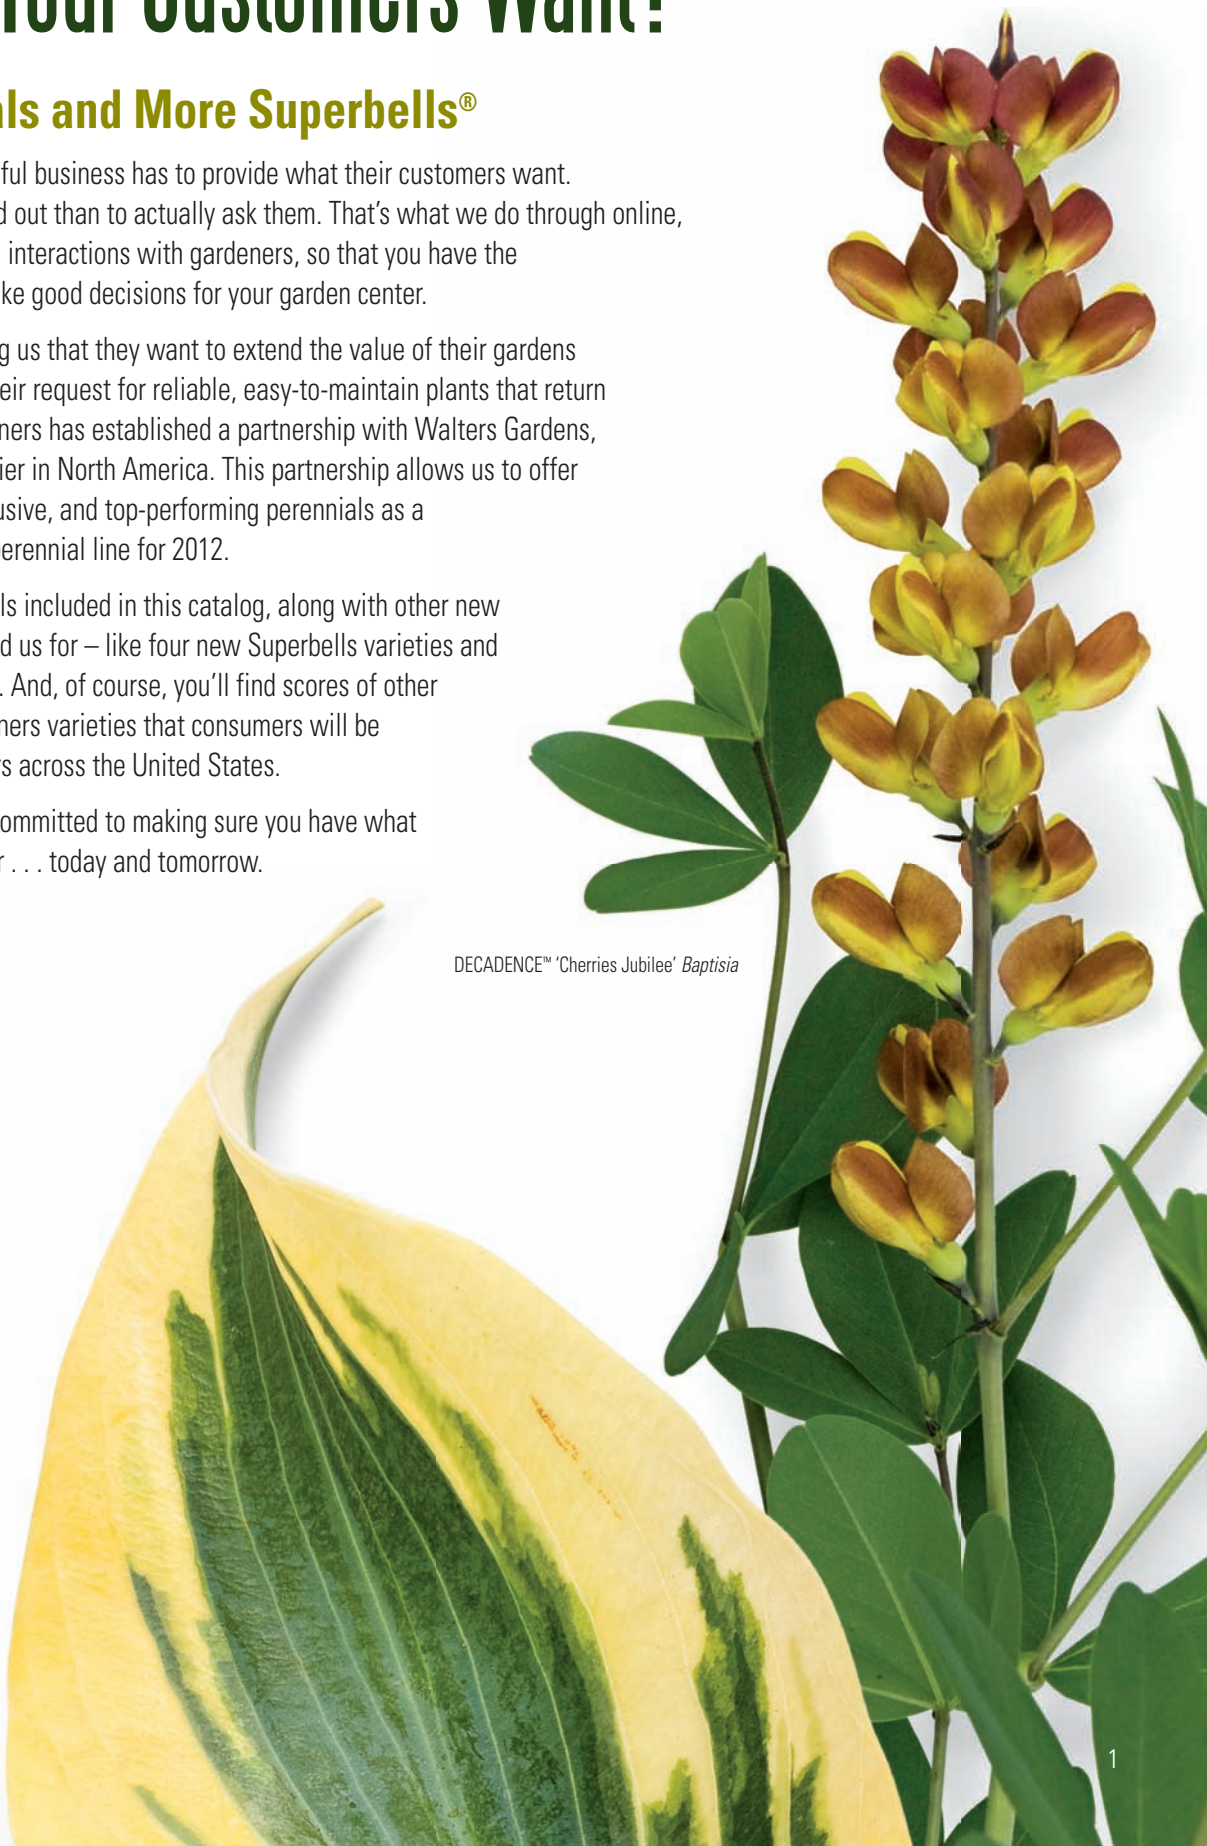 Your Customers Want?
ls and More Superbells®
ful business has to provide what their customers want.
d out than to actually ask them. That's what we do through online,
interactions with gardeners, so that you have the
ke good decisions for your garden center.
g us that they want to extend the value of their gardens
eir request for reliable, easy-to-maintain plants that return
ners has established a partnership with Walters Gardens,
ier in North America. This partnership allows us to offer
usive, and top-performing perennials as a
erennial line for 2012.
ls included in this catalog, along with other new
d us for – like four new Superbells varieties and
. And, of course, you'll find scores of other
ners varieties that consumers will be
s across the United States.
ommitted to making sure you have what
r . . . today and tomorrow.
DECADENCE™ 'Cherries Jubilee' Baptisia
1